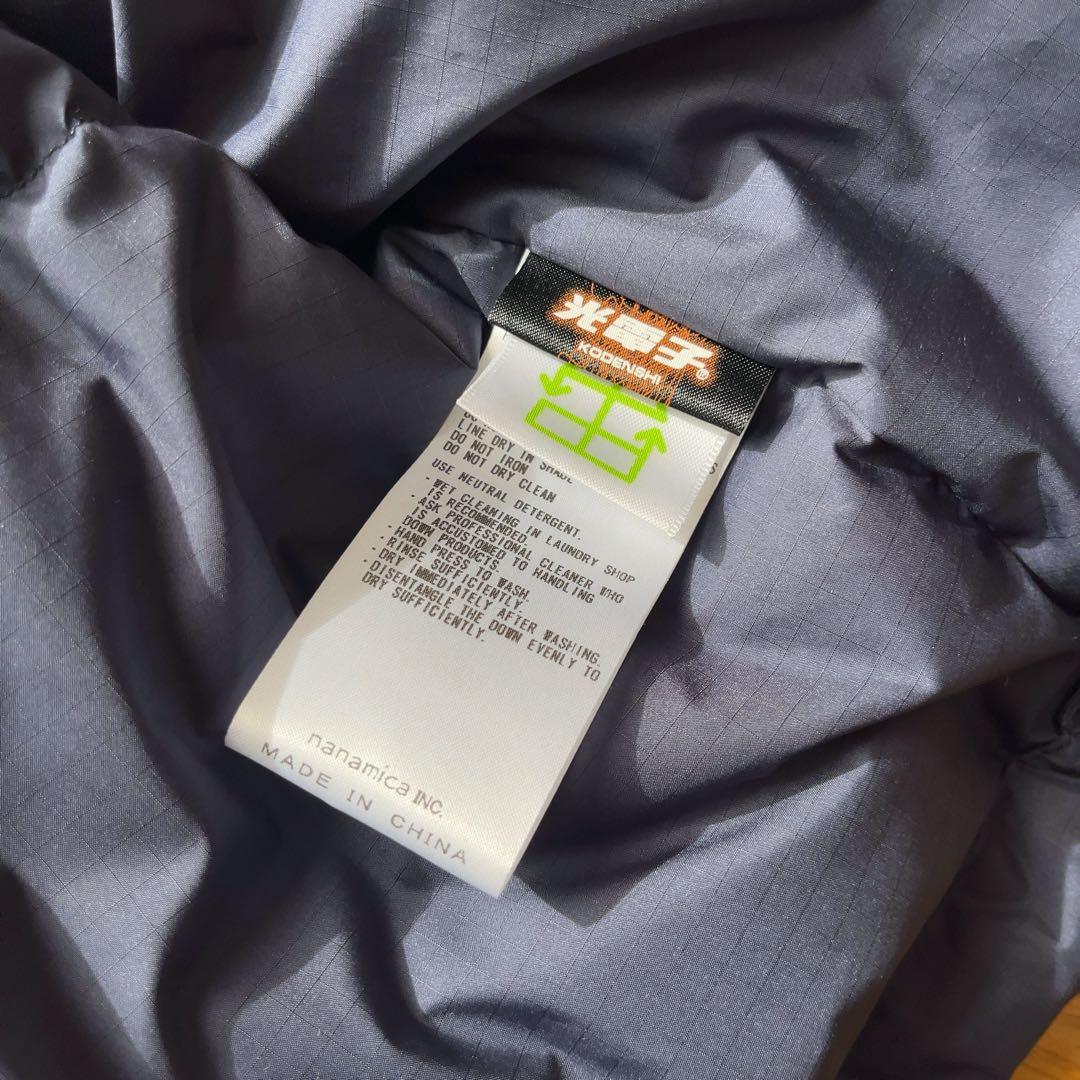 光電子®
KODENSHI
LINE DRY IN SHADE
DO NOT IRON
DO NOT DRY CLEAN
USE NEUTRAL DETERGENT.
・WET CLEANING IN LAUNDRY SHOP
IS RECOMMENDED.
・ASK PROFESSIONAL CLEANER WHO
IS ACCUSTOMED TO HANDLING
DOWN PRODUCTS.
・HAND PRESS TO WASH.
・RINSE SUFFICIENTLY.
・DRY IMMEDIATELY AFTER WASHING.
・DISENTANGLE THE DOWN EVENLY TO
DRY SUFFICIENTLY.
nanamica INC.
MADE IN CHINA